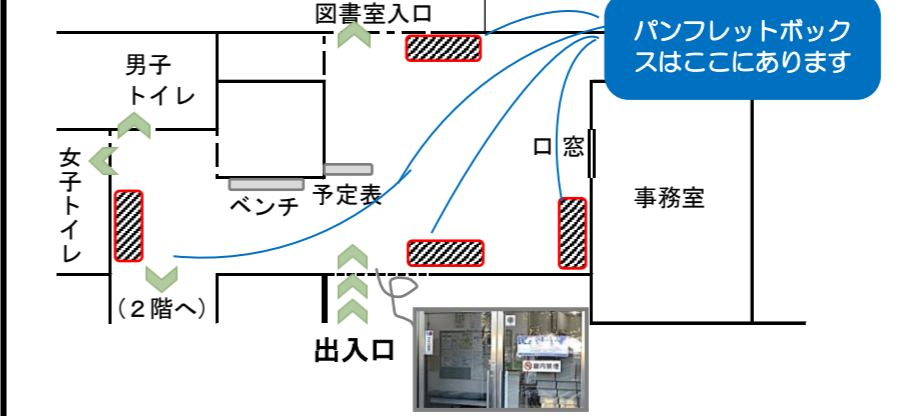 図書室入口
パンフレットボック
スはここにあります
男子
トイレ
女子トイレ
窓口
事務室
ベンチ
予定表
（２階へ）
出入口